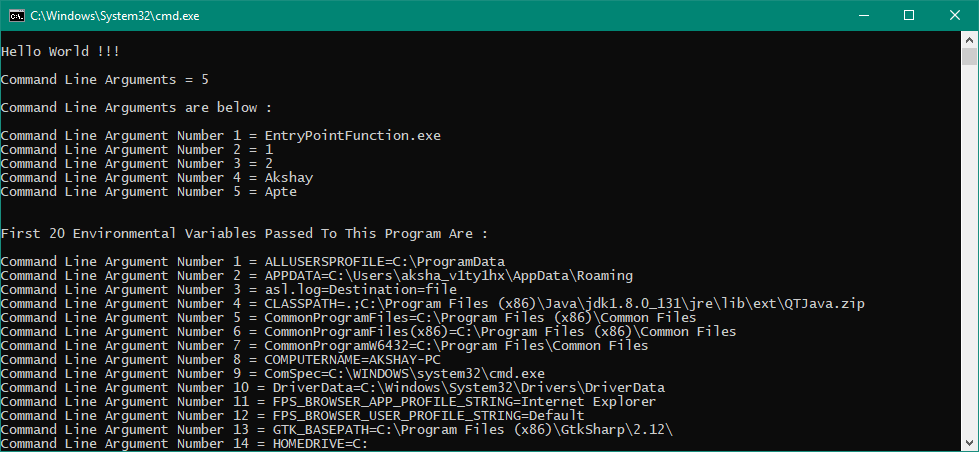 C:\Windows\System32\cmd.exe
Hello World !!!
Command Line Arguments = 5
Command Line Arguments are below :
Command Line Argument Number 1 = EntryPointFunction.exe
Command Line Argument Number 2 = 1
Command Line Argument Number 3 = 2
Command Line Argument Number 4 = Akshay
Command Line Argument Number 5 = Apte
First 20 Environmental Variables Passed To This Program Are :
Command Line Argument Number 1 = ALLUSERSPROFILE=C:\ProgramData
Command Line Argument Number 2 = APPDATA=C:\Users\aksha_v1ty1hx\AppData\Roaming
Command Line Argument Number 3 = asl.log=Destination=file
Command Line Argument Number 4 = CLASSPATH=.;C:\Program Files (x86)\Java\jdk1.8.0_131\jre\lib\ext\QTJava.zip
Command Line Argument Number 5 = CommonProgramFiles=C:\Program Files (x86)\Common Files
Command Line Argument Number 6 = CommonProgramFiles(x86)=C:\Program Files (x86)\Common Files
Command Line Argument Number 7 = CommonProgramW6432=C:\Program Files\Common Files
Command Line Argument Number 8 = COMPUTERNAME=AKSHAY-PC
Command Line Argument Number 9 = ComSpec=C:\WINDOWS\system32\cmd.exe
Command Line Argument Number 10 = DriverData=C:\Windows\System32\Drivers\DriverData
Command Line Argument Number 11 = FPS_BROWSER_APP_PROFILE_STRING=Internet Explorer
Command Line Argument Number 12 = FPS_BROWSER_USER_PROFILE_STRING=Default
Command Line Argument Number 13 = GTK_BASEPATH=C:\Program Files (x86)\GtkSharp\2.12\
Command Line Argument Number 14 = HOMEDRIVE=C: